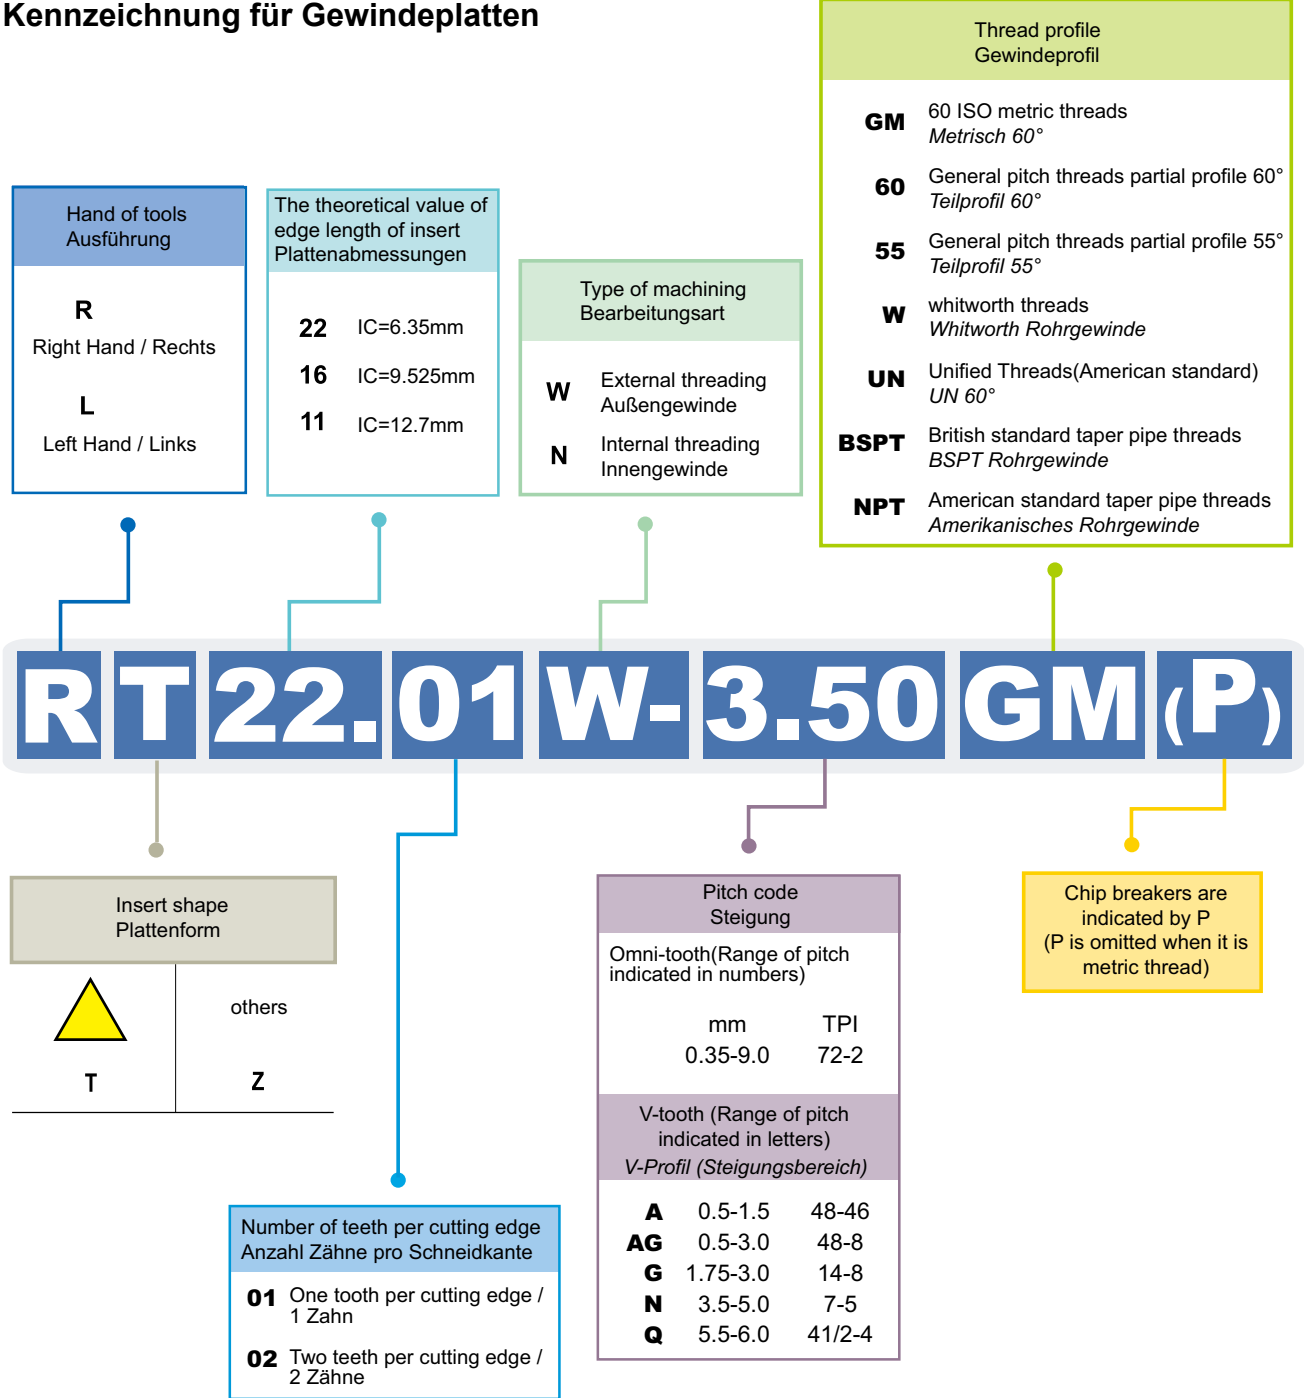 Kennzeichnung für Gewindeplatten
Thread profile
Gewindeprofil
GM 60 ISO metric threads
Metrisch 60°
60 General pitch threads partial profile 60°
Teilprofil 60°
55 General pitch threads partial profile 55°
Teilprofil 55°
W whitworth threads
Whitworth Rohrgewinde
UN Unified Threads(American standard)
UN 60°
BSPT British standard taper pipe threads
BSPT Rohrgewinde
NPT American standard taper pipe threads
Amerikanisches Rohrgewinde
Hand of tools
Ausführung
R
Right Hand / Rechts
L
Left Hand / Links
The theoretical value of
edge length of insert
Plattenabmessungen
22 IC=6.35mm
16 IC=9.525mm
11 IC=12.7mm
Type of machining
Bearbeitungsart
W External threading
Außengewinde
N Internal threading
Innengewinde
R T 22. 01 W- 3.50 GM (P)
Insert shape
Plattenform
others
T Z
Number of teeth per cutting edge
Anzahl Zähne pro Schneidkante
01 One tooth per cutting edge /
1 Zahn
02 Two teeth per cutting edge /
2 Zähne
Pitch code
Steigung
Omni-tooth(Range of pitch
indicated in numbers)
mm TPI
0.35-9.0 72-2
V-tooth (Range of pitch
indicated in letters)
V-Profil (Steigungsbereich)
A 0.5-1.5 48-46
AG 0.5-3.0 48-8
G 1.75-3.0 14-8
N 3.5-5.0 7-5
Q 5.5-6.0 41/2-4
Chip breakers are
indicated by P
(P is omitted when it is
metric thread)